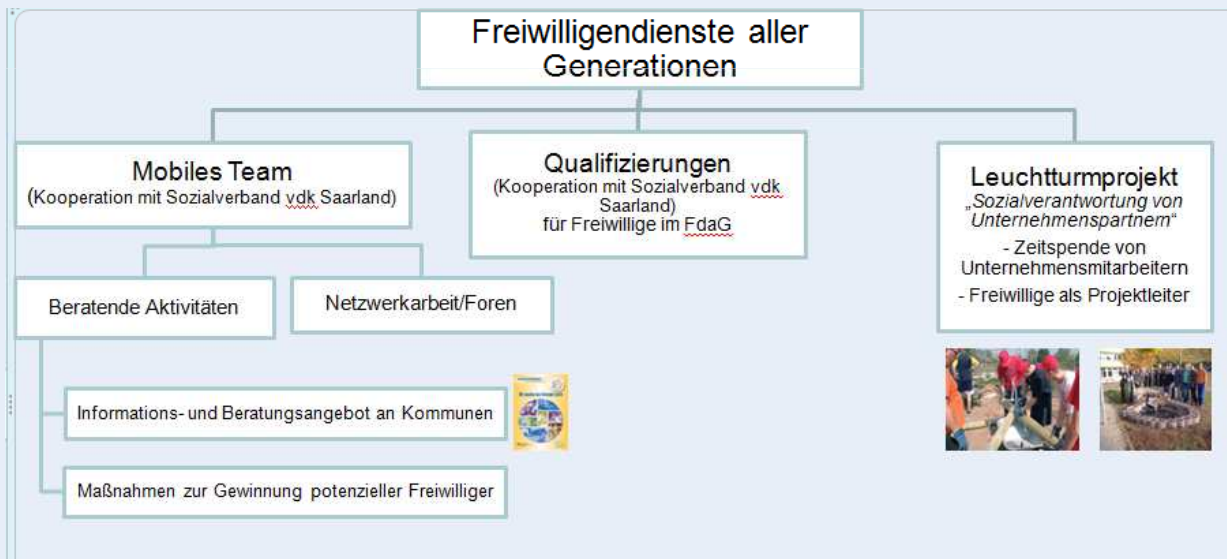 Freiwilligendienste aller
Generationen
Mobiles Team
(Kooperation mit Sozialverband vdk Saarland)
Qualifizierungen
(Kooperation mit Sozialverband vdk
Saarland)
für Freiwillige im FdaG
Leuchtturmprojekt
„Sozialverantwortung von
Unternehmenspartnern“
- Zeitspende von
Unternehmensmitarbeitern
- Freiwillige als Projektleiter
Beratende Aktivitäten
Netzwerkarbeit/Foren
Informations- und Beratungsangebot an Kommunen
Maßnahmen zur Gewinnung potenzieller Freiwilliger